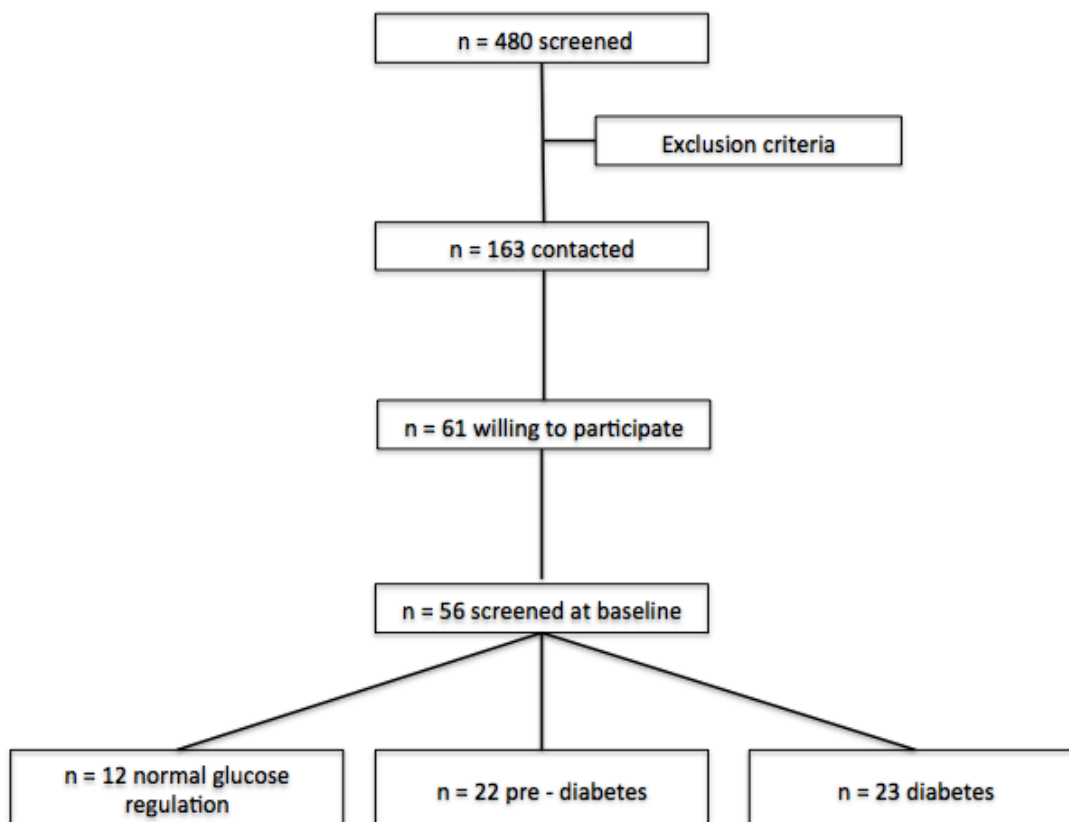 n = 480 screened
Exclusion criteria
n = 163 contacted
n = 61 willing to participate
n = 56 screened at baseline
n = 12 normal glucose
regulation
n = 22 pre - diabetes
n = 23 diabetes